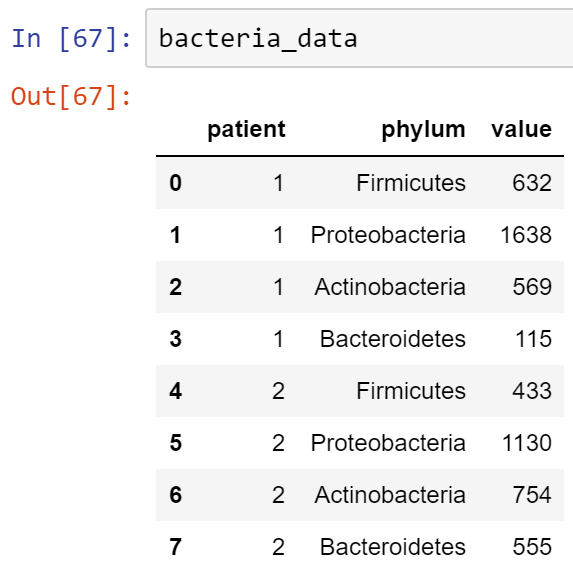 In [67]: bacteria_data
Out[67]:
patient phylum value
0 1 Firmicutes 632
1 1 Proteobacteria 1638
2 1 Actinobacteria 569
3 1 Bacteroidetes 115
4 2 Firmicutes 433
5 2 Proteobacteria 1130
6 2 Actinobacteria 754
7 2 Bacteroidetes 555